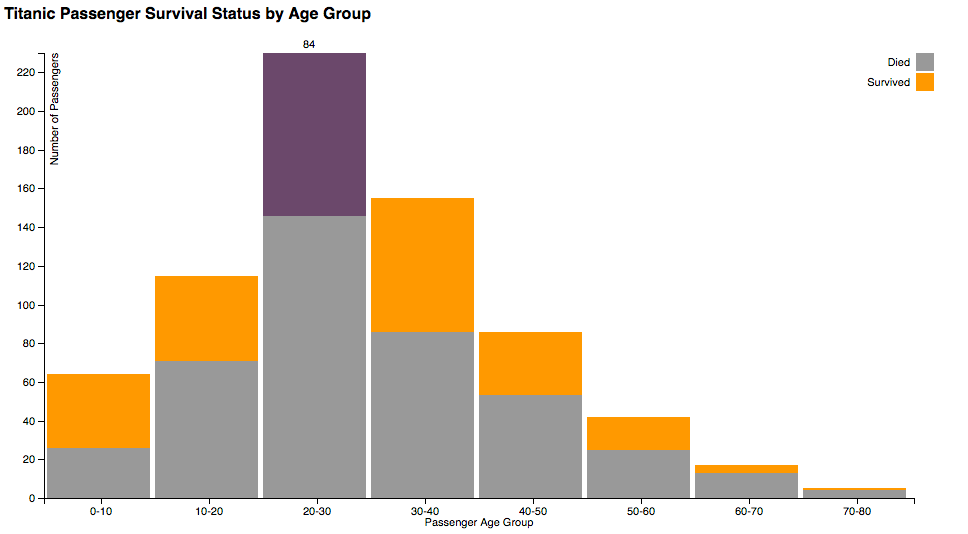 Titanic Passenger Survival Status by Age Group
84
Died
Survived
Number of Passengers
220
200
180
160
140
120
100
80
60
40
20
0
0-10 10-20 20-30 30-40 40-50 50-60 60-70 70-80
Passenger Age Group